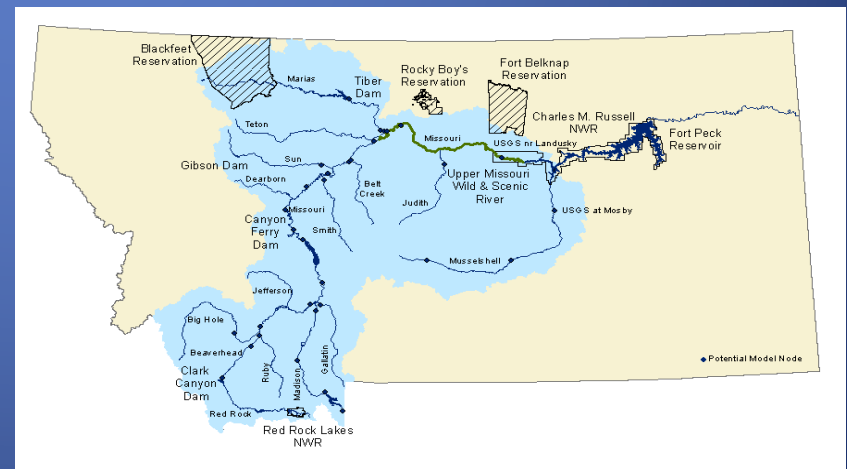 Blackfeet
Reservation
Marias
Tiber
Dam
Rocky Boy's
Reservation
Fort Belknap
Reservation
Charles M. Russell
NWR
Fort Peck
Reservoir
Teton
Missouri
USGS nr Landusky
Gibson Dam
Sun
Dearborn
Belt
Creek
Judith
Upper Missouri
Wild & Scenic
River
Missouri
Canyon
Ferry
Dam
Smith
USGS at Mosby
Musselshell
Jefferson
Big Hole
Beaverhead
Clark
Canyon
Dam
Ruby
Madison
Gallatin
Red Rock
Red Rock Lakes
NWR
Potential Model Node